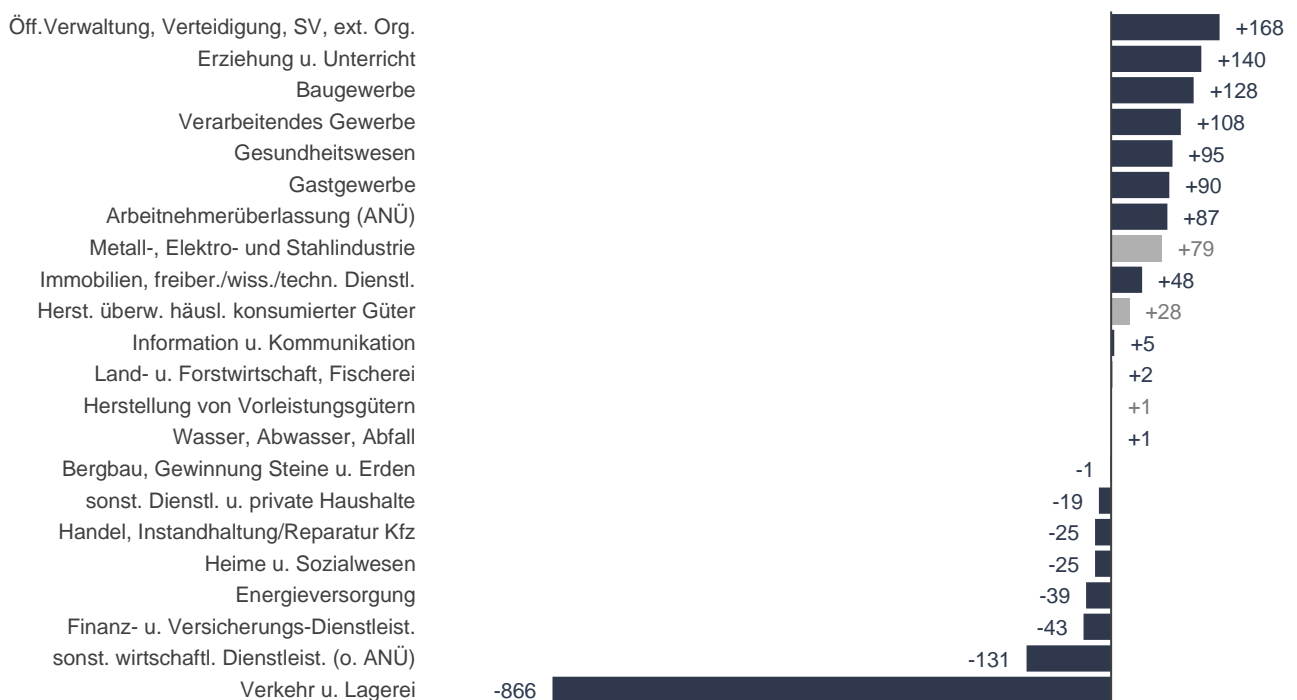 Öff.Verwaltung, Verteidigung, SV, ext. Org. +168
Erziehung u. Unterricht +140
Baugewerbe +128
Verarbeitendes Gewerbe +108
Gesundheitswesen +95
Gastgewerbe +90
Arbeitnehmerüberlassung (ANÜ) +87
Metall-, Elektro- und Stahlindustrie +79
Immobilien, freiber./wiss./techn. Dienstl. +48
Herst. überw. häusl. konsumierter Güter +28
Information u. Kommunikation +5
Land- u. Forstwirtschaft, Fischerei +2
Herstellung von Vorleistungsgütern +1
Wasser, Abwasser, Abfall +1
Bergbau, Gewinnung Steine u. Erden -1
sonst. Dienstl. u. private Haushalte -19
Handel, Instandhaltung/Reparatur Kfz -25
Heime u. Sozialwesen -25
Energieversorgung -39
Finanz- u. Versicherungs-Dienstleist. -43
sonst. wirtschaftl. Dienstleist. (o. ANÜ) -131
Verkehr u. Lagerei -866